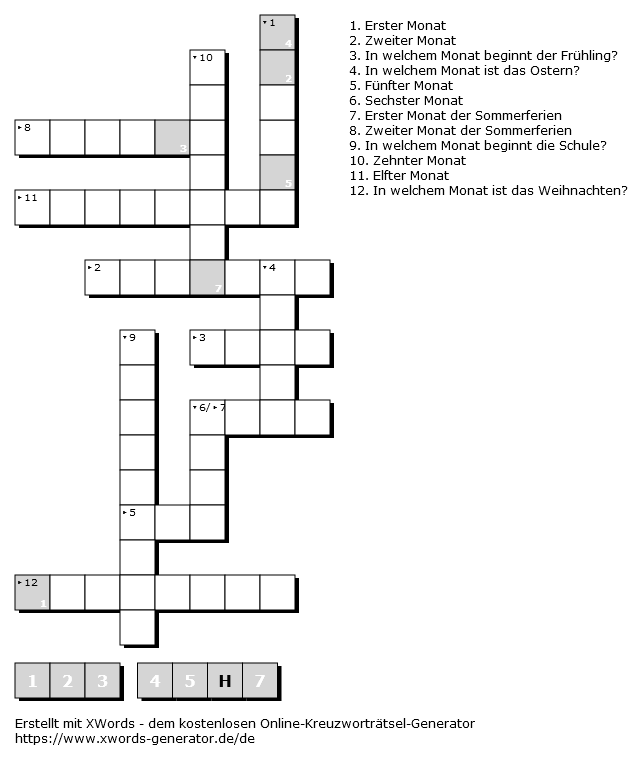 1
4
10
2
8
3
5
11
2
4
7
9
3
6/ 7
5
12
1
1. Erster Monat
2. Zweiter Monat
3. In welchem Monat beginnt der Frühling?
4. In welchem Monat ist das Ostern?
5. Fünfter Monat
6. Sechster Monat
7. Erster Monat der Sommerferien
8. Zweiter Monat der Sommerferien
9. In welchem Monat beginnt die Schule?
10. Zehnter Monat
11. Elfter Monat
12. In welchem Monat ist das Weihnachten?
1 2 3 4 5 H 7
Erstellt mit XWords - dem kostenlosen Online-Kreuzworträtsel-Generator
https://www.xwords-generator.de/de